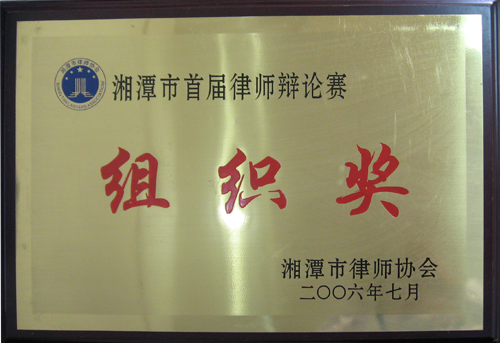 湘潭市首届律师辩论赛
组织奖
湘潭市律师协会
二〇〇六年七月